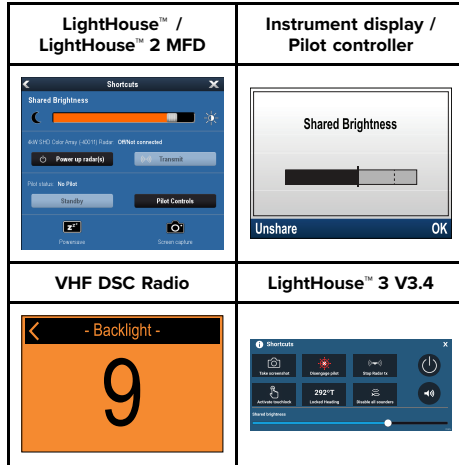 LightHouse™ /
LightHouse™ 2 MFD
Instrument display /
Pilot controller
Shortcuts
X
Shared Brightness
4kW SHD Color Array (-40011) Radar: Off/Not connected
Power up radar(s)
Transmit
Pilot status: No Pilot
Standby
Pilot Controls
zzz
Powersave
Screen capture
Shared Brightness
Unshare
OK
VHF DSC Radio
LightHouse™ 3 V3.4
- Backlight -
9
Shortcuts
X
Take screenshot
Disengage pilot
Stop Radar tx
Activate touchlock
292°T
Locked Heading
Disable all sounders
Shared brightness